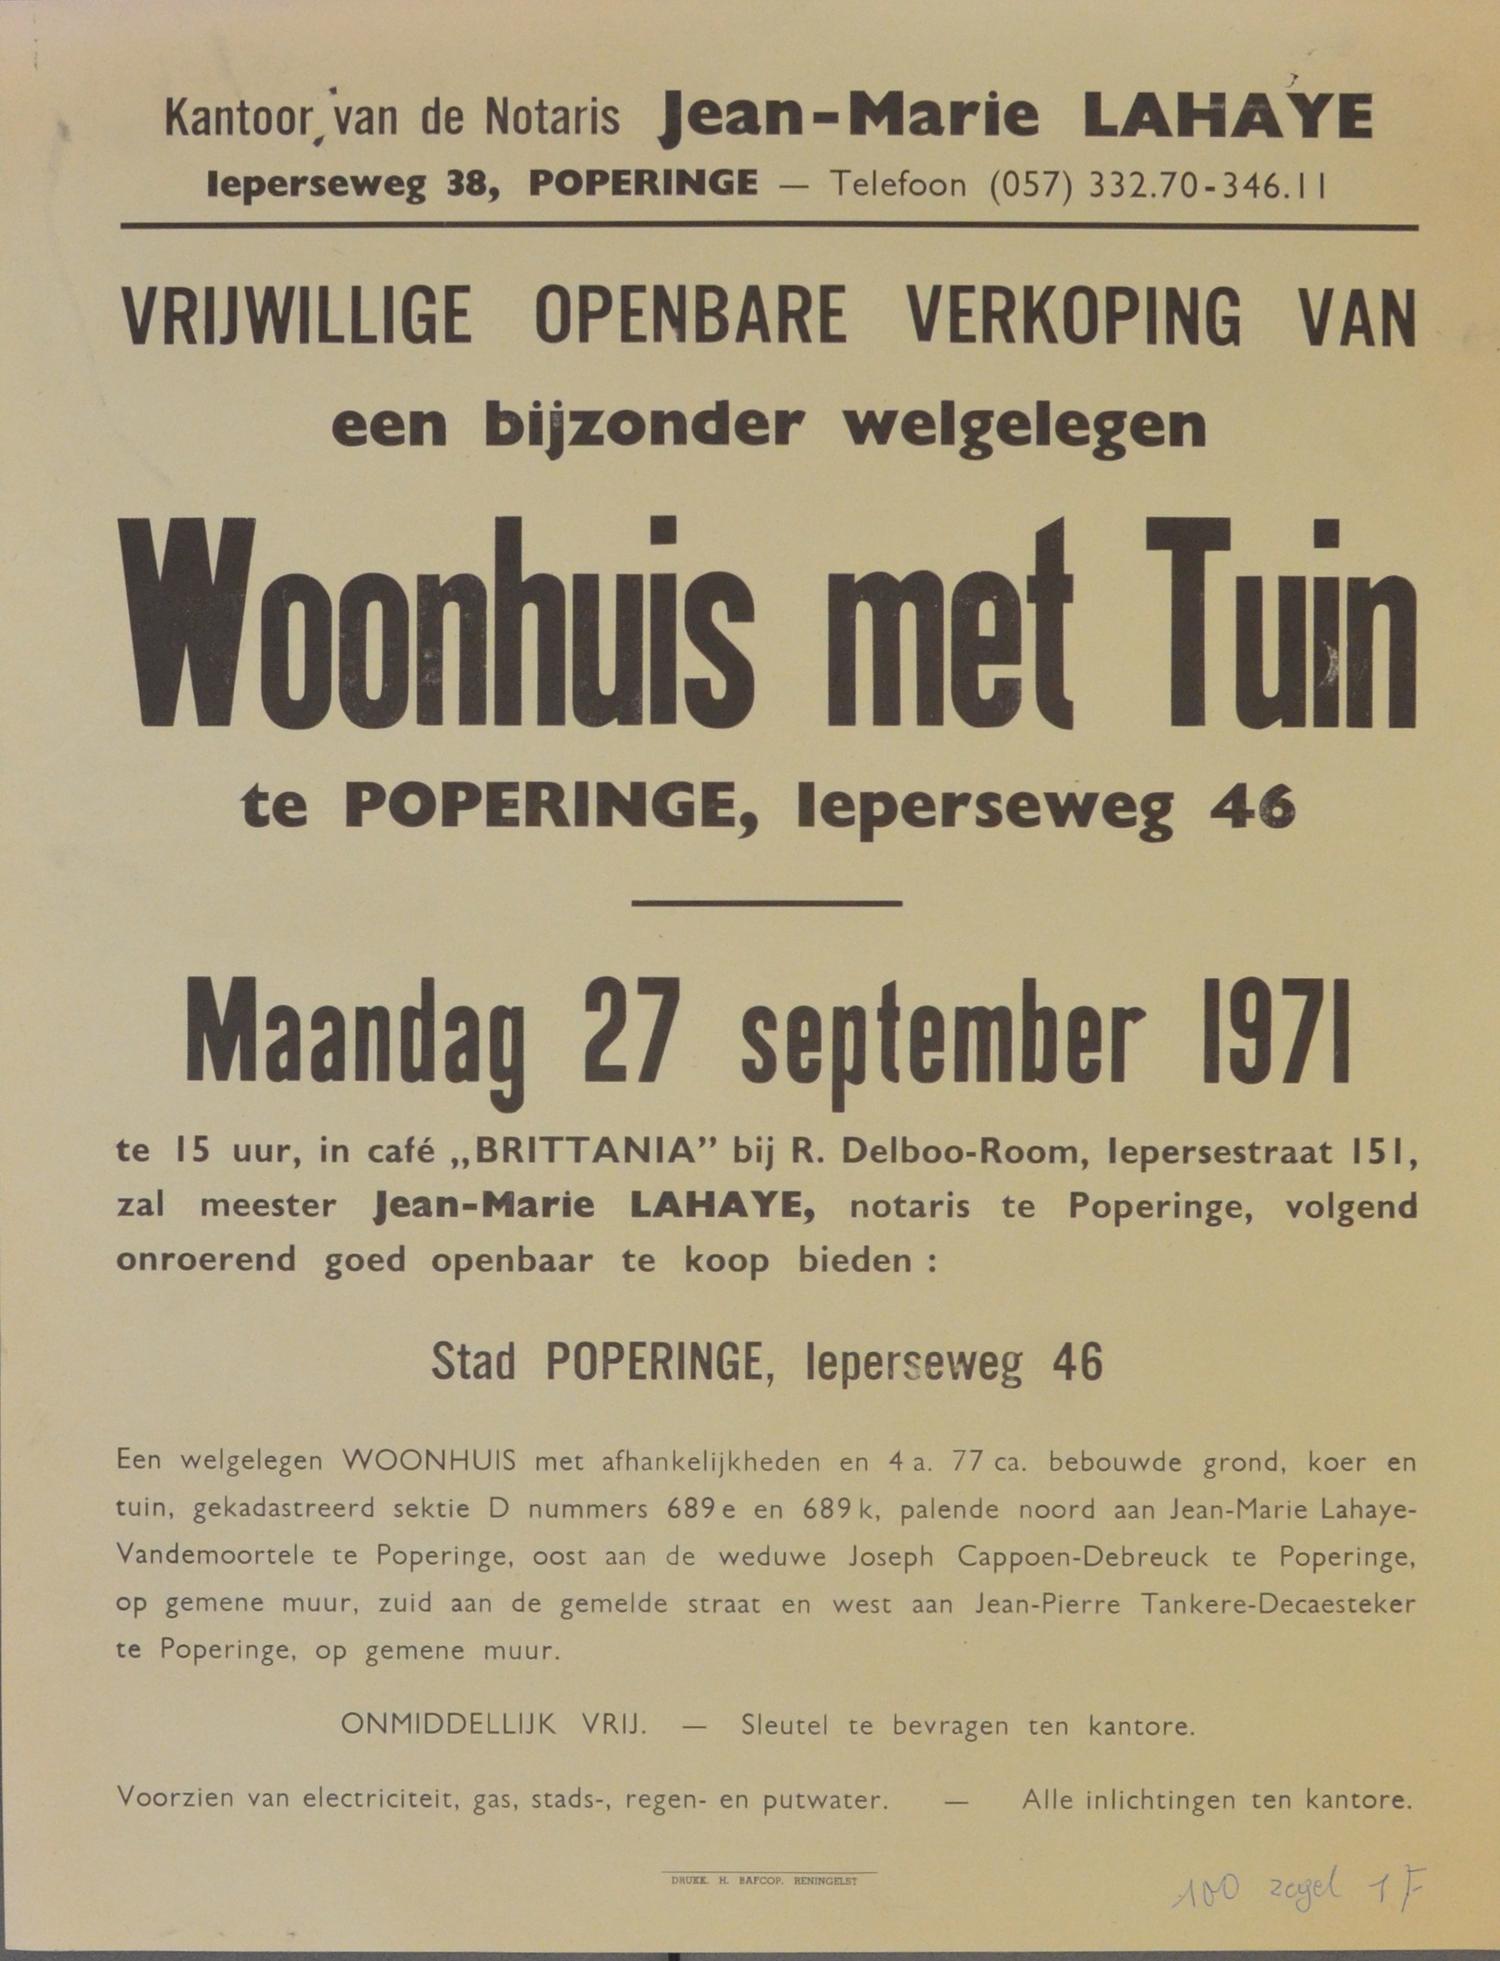 Kantoor van de Notaris Jean-Marie LAHAYE
Ieperseweg 38, POPERINGE — Telefoon (057) 332.70-346.11
VRIJWILLIGE OPENBARE VERKOPING VAN
een bijzonder welgelegen
Woonhuis met Tuin
te POPERINGE, Ieperseweg 46
Maandag 27 september 1971
te 15 uur, in café „BRITTANIA” bij R. Delboo-Room, Iepersestraat 151,
zal meester Jean-Marie LAHAYE, notaris te Poperinge, volgend
onroerend goed openbaar te koop bieden :
Stad POPERINGE, Ieperseweg 46
Een welgelegen WOONHUIS met afhankelijkheden en 4 a. 77 ca. bebouwde grond, koer en
tuin, gekadastreerd sektie D nummers 689 e en 689 k, palende noord aan Jean-Marie Lahaye-
Vandemoortele te Poperinge, oost aan de weduwe Joseph Cappoen-Debreuck te Poperinge,
op gemene muur, zuid aan de gemelde straat en west aan Jean-Pierre Tankere-Decaesteker
te Poperinge, op gemene muur.
ONMIDDELLIJK VRIJ. — Sleutel te bevragen ten kantore.
Voorzien van electriciteit, gas, stads-, regen- en putwater. — Alle inlichtingen ten kantore.
DRUKK. H. BAFCOP. RENINGELST
100 zegel 1 F